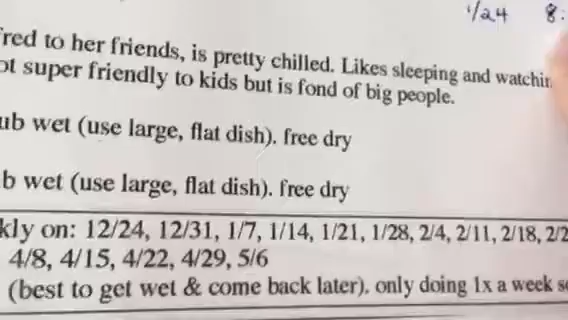 1/24 8:
fred to her friends, is pretty chilled. Likes sleeping and watchin
ot super friendly to kids but is fond of big people.
ub wet (use large, flat dish). free dry
b wet (use large, flat dish). free dry
kly on: 12/24, 12/31, 1/7, 1/14, 1/21, 1/28, 2/4, 2/11, 2/18, 2/2
4/8, 4/15, 4/22, 4/29, 5/6
(best to get wet & come back later). only doing 1x a week s